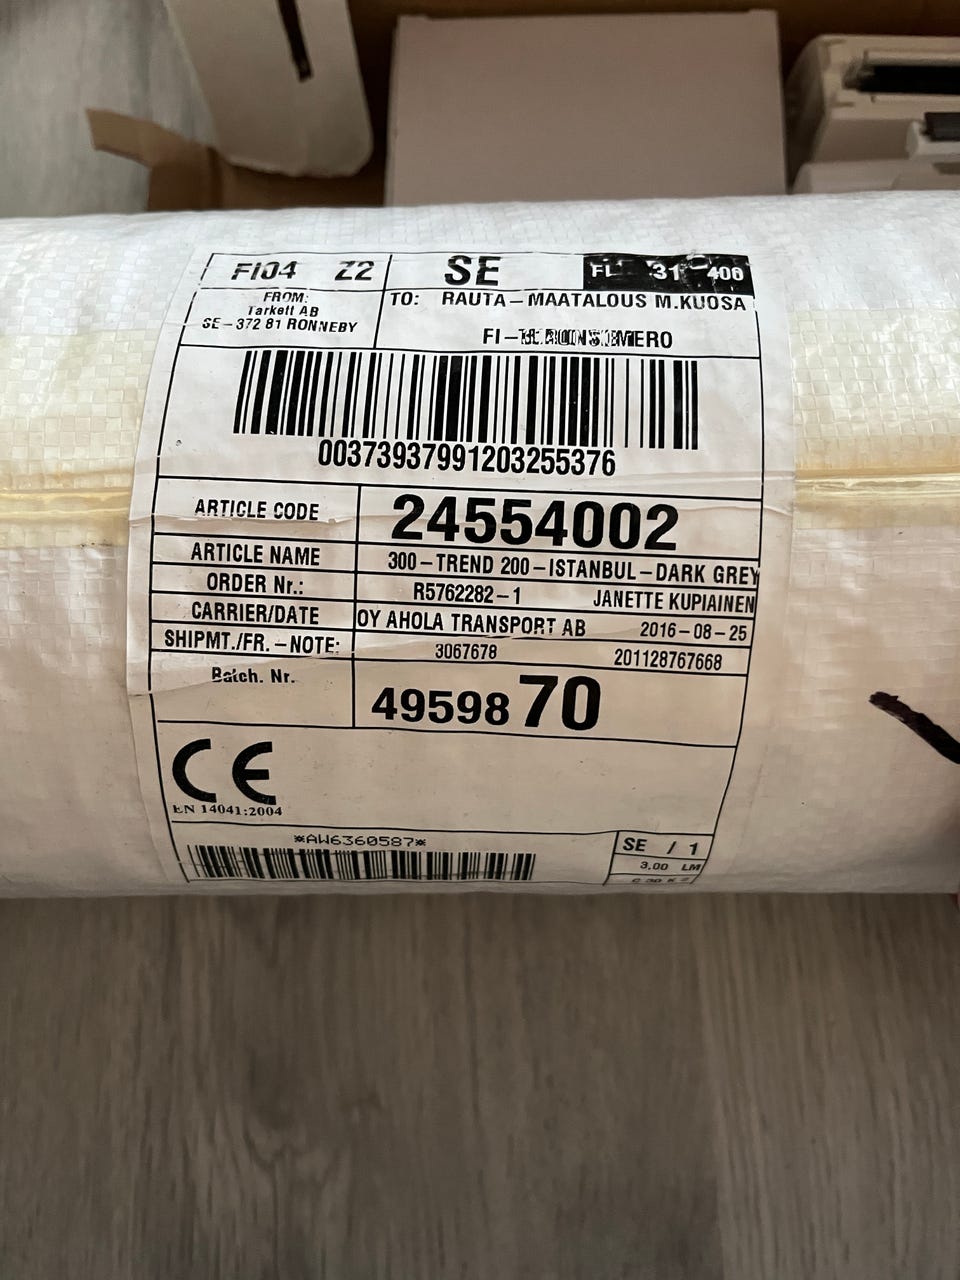 FI04 Z2 SE FL 31 400
FROM:
Tarkett AB
SE-372 81 RONNEBY
TO: RAUTA-MAATALOUS M.KUOSA
FI-
00373937991203255376
ARTICLE CODE 24554002
ARTICLE NAME 300-TREND 200-ISTANBUL-DARK GREY
ORDER Nr.: R5762282-1 JANETTE KUPIAINEN
CARRIER/DATE OY AHOLA TRANSPORT AB 2016-08-25
SHIPMT./FR.-NOTE: 3067678 201128767668
Batch. Nr. 49598 70
CE
EN 14041:2004
*AW6360587*
SE / 1
3,00 LM